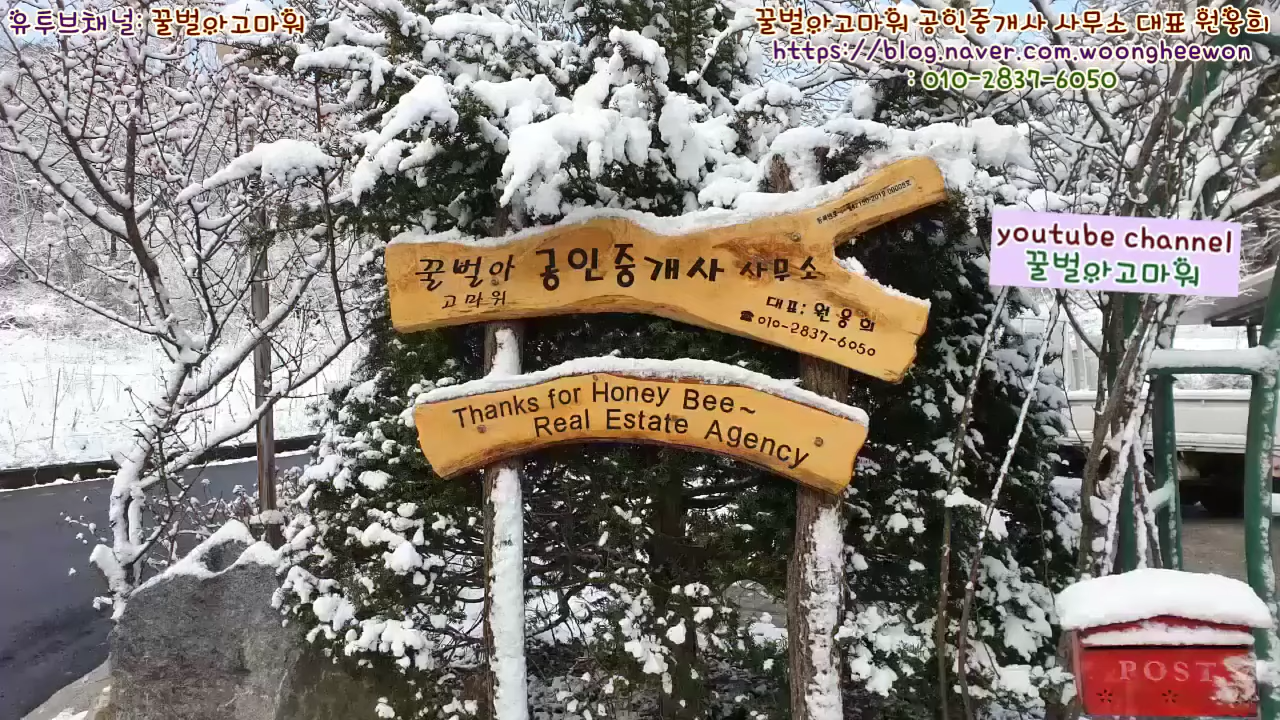 유투브채널: 꿀벌아고마워
꿀벌아고마워 공인중개사 사무소 대표 원웅희
https://blog.naver.com.woongheewon
: 010-2837-6050
youtube channel
꿀벌아고마워
꿀벌아 공인중개사 사무소
고마워
대표: 원웅희
☎010-2837-6050
Thanks for Honey Bee~
Real Estate Agency
POST